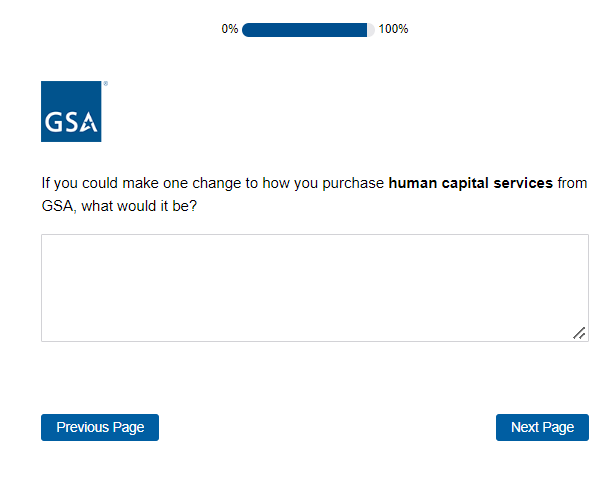 0% 100%
GSA
If you could make one change to how you purchase human capital services from
GSA, what would it be?
Previous Page Next Page